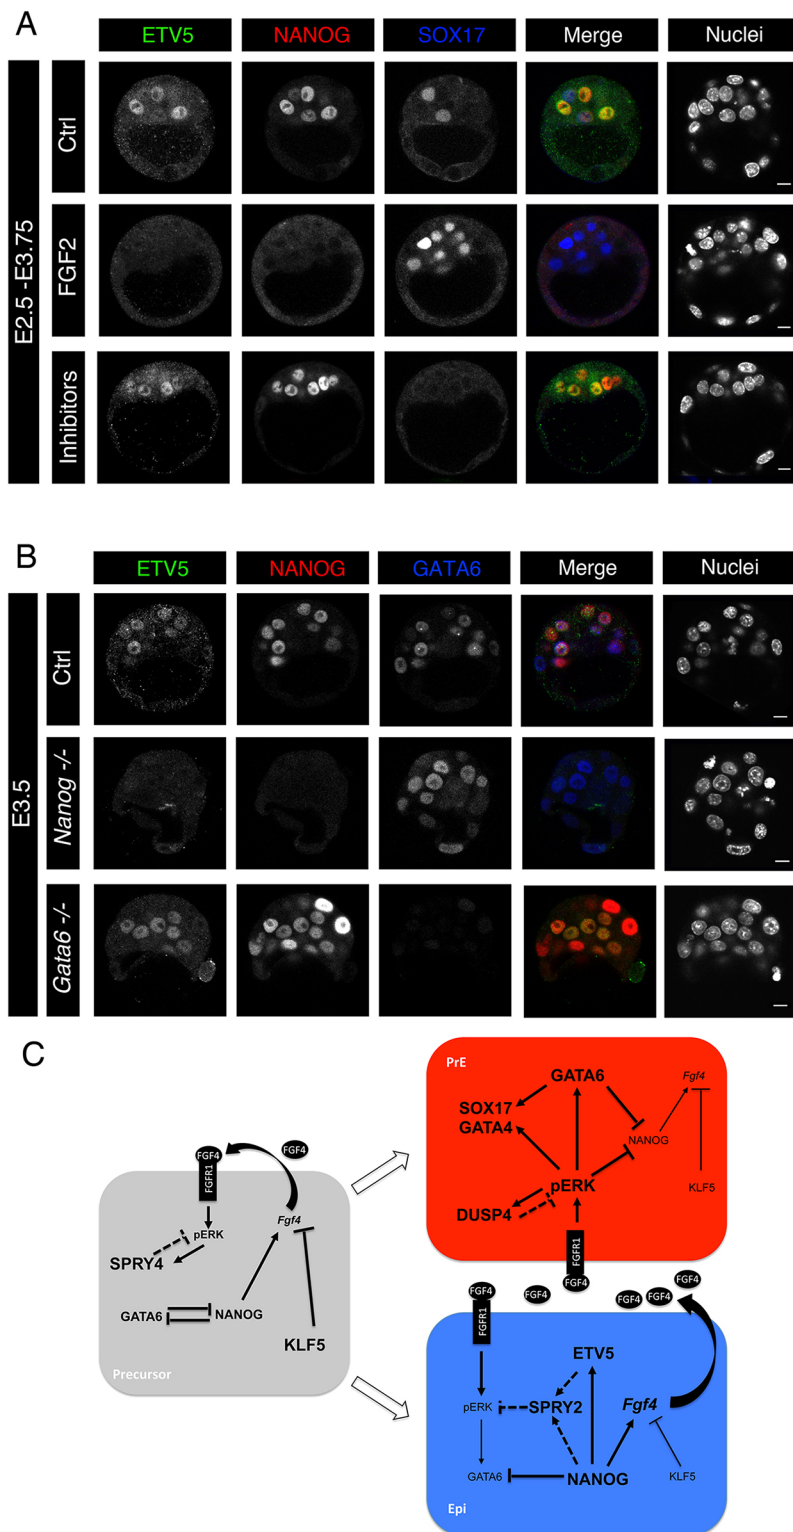 A
ETV5 NANOG SOX17 Merge Nuclei
E2.5 -E3.75
Ctrl
FGF2
Inhibitors
B
ETV5 NANOG GATA6 Merge Nuclei
E3.5
Ctrl
Nanog -/-
Gata6 -/-
C
FGF4 FGF4
FGFR1
Fgf4
pERK
SPRY4
GATA6 NANOG
KLF5
Precursor
PrE
GATA6 Fgf4
SOX17
GATA4
NANOG
pERK
KLF5
DUSP4
FGFR1
FGF4
FGF4 FGF4 FGF4 FGF4 FGF4
FGFR1
ETV5
pERK SPRY2 Fgf4
GATA6 NANOG KLF5
Epi